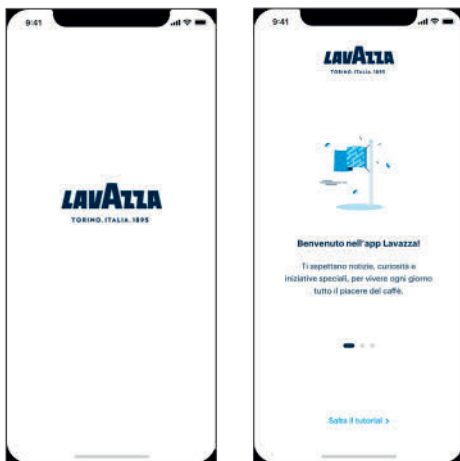 9:41
LAVAZZA
TORINO, ITALIA, 1895
9:41
LAVAZZA
TORINO, ITALIA, 1895
Benvenuto nell'app Lavazza!
Ti aspettano notizie, curiosità e
iniziative speciali, per vivere ogni giorno
tutto il piacere del caffè.
Salta il tutorial >